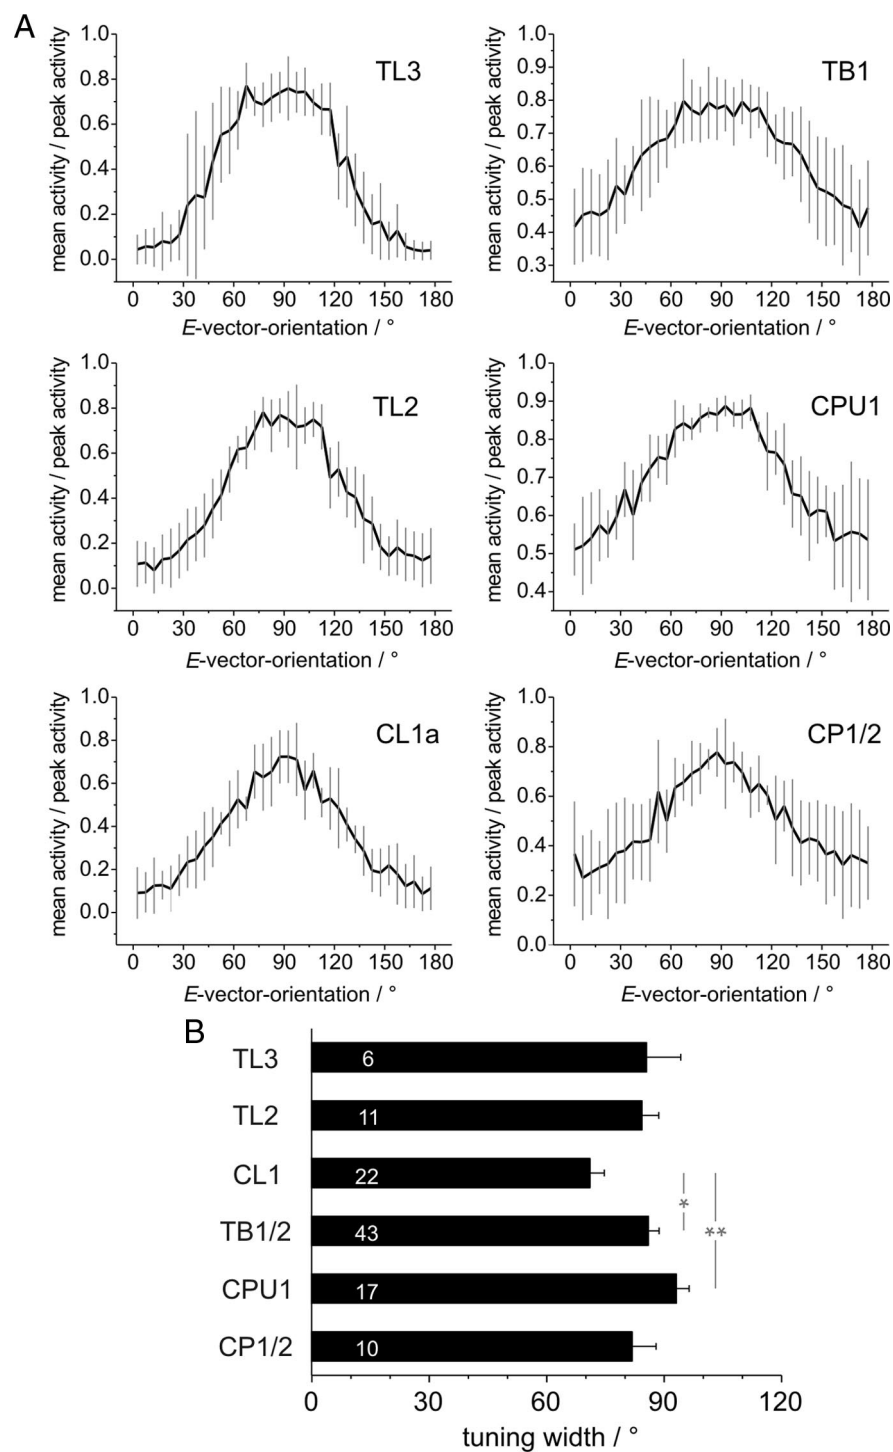 A
TL3
mean activity / peak activity
1.0
0.8
0.6
0.4
0.2
0.0
0 30 60 90 120 150 180
E-vector-orientation / °
TB1
mean activity / peak activity
1.0
0.9
0.8
0.7
0.6
0.5
0.4
0.3
0 30 60 90 120 150 180
E-vector-orientation / °
TL2
mean activity / peak activity
1.0
0.8
0.6
0.4
0.2
0.0
0 30 60 90 120 150 180
E-vector-orientation / °
CPU1
mean activity / peak activity
1.0
0.9
0.8
0.7
0.6
0.5
0.4
0 30 60 90 120 150 180
E-vector-orientation / °
CL1a
mean activity / peak activity
1.0
0.8
0.6
0.4
0.2
0.0
0 30 60 90 120 150 180
E-vector-orientation / °
CP1/2
mean activity / peak activity
1.0
0.8
0.6
0.4
0.2
0.0
0 30 60 90 120 150 180
E-vector-orientation / °
B
TL3 6
TL2 11
CL1 22
*
TB1/2 43 **
CPU1 17
CP1/2 10
0 30 60 90 120
tuning width / °